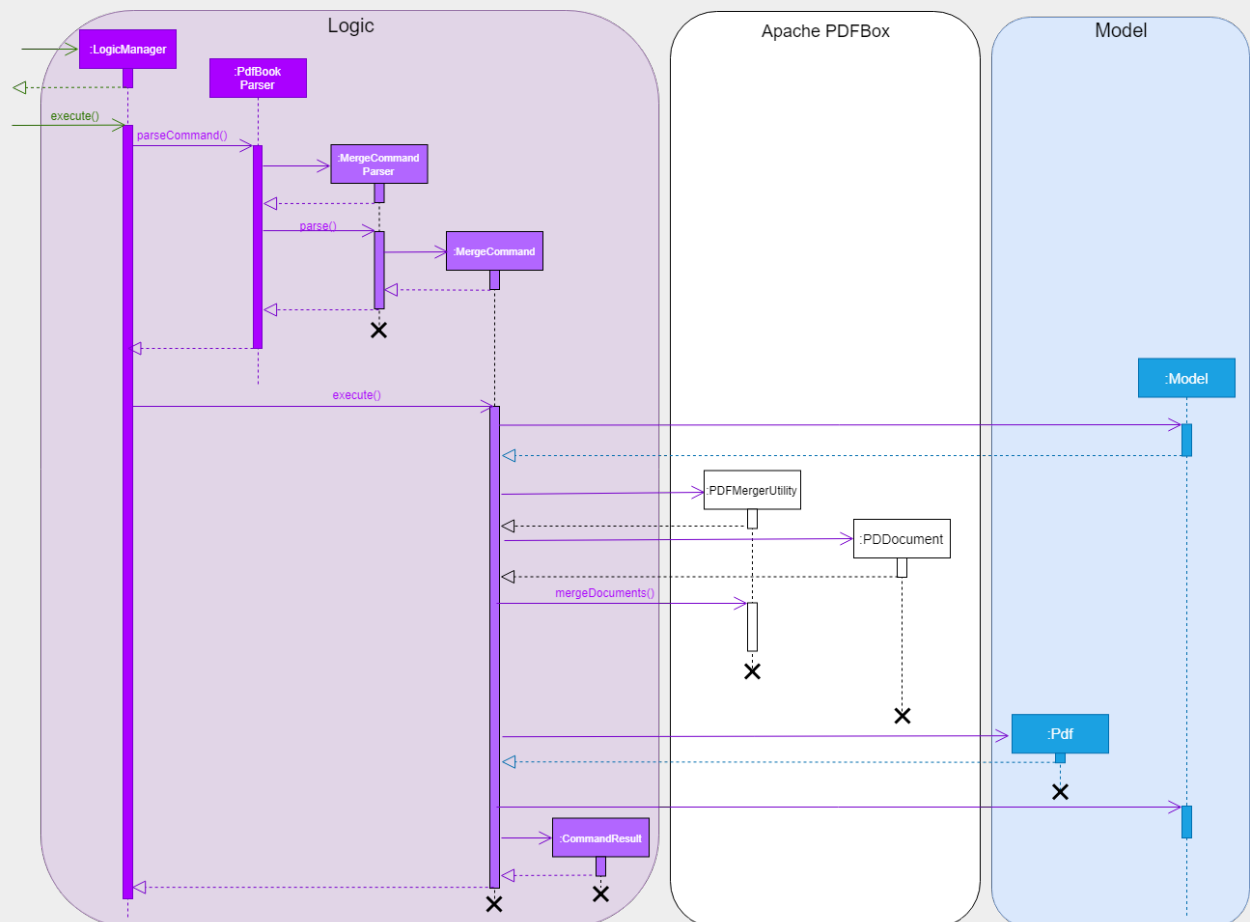 Logic
Apache PDFBox
Model
:LogicManager
:PdfBook
Parser
execute()
parseCommand()
:MergeCommand
Parser
parse()
:MergeCommand
:Model
execute()
:PDFMergerUtility
:PDDocument
mergeDocuments()
:Pdf
:CommandResult